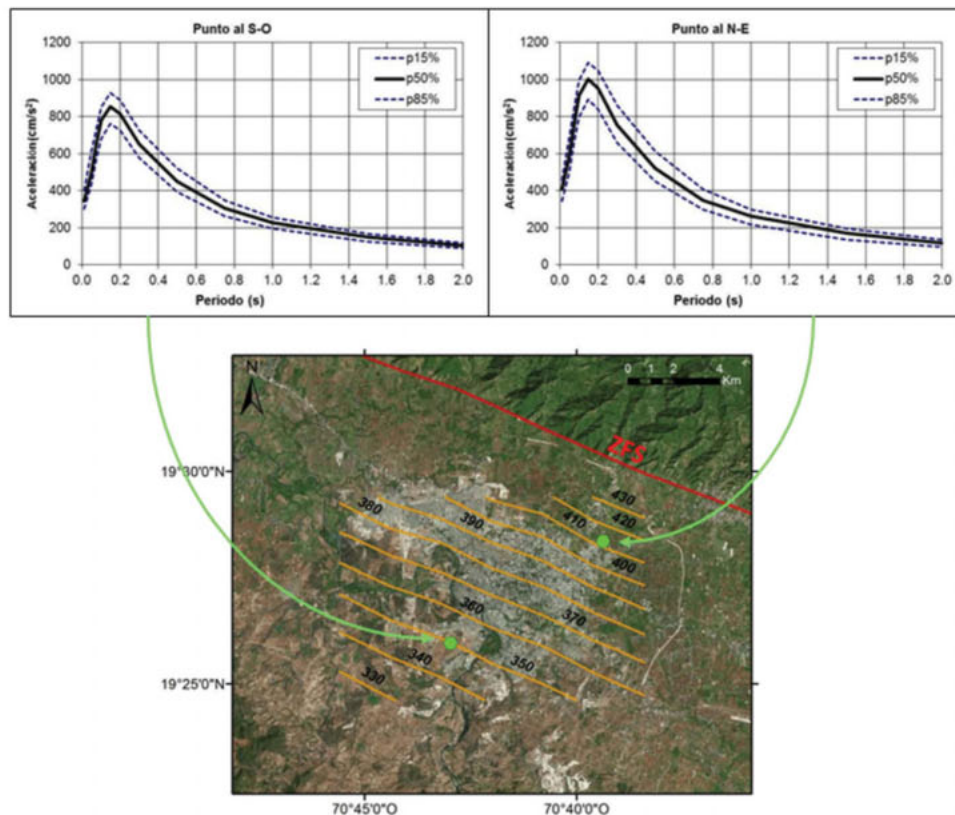 Punto al S-O
1200
1000
800
600
400
200
0
Aceleración(cm/s²)
p15%
p50%
p85%
0.0 0.2 0.4 0.6 0.8 1.0 1.2 1.4 1.6 1.8 2.0
Periodo (s)
Punto al N-E
1200
1000
800
600
400
200
0
Aceleración(cm/s²)
p15%
p50%
p85%
0.0 0.2 0.4 0.6 0.8 1.0 1.2 1.4 1.6 1.8 2.0
Periodo (s)
N
0 1 2 4
Km
ZFS
19°30'0"N
430
420
410
400
390
380
370
360
350
340
330
19°25'0"N
70°45'0"O
70°40'0"O